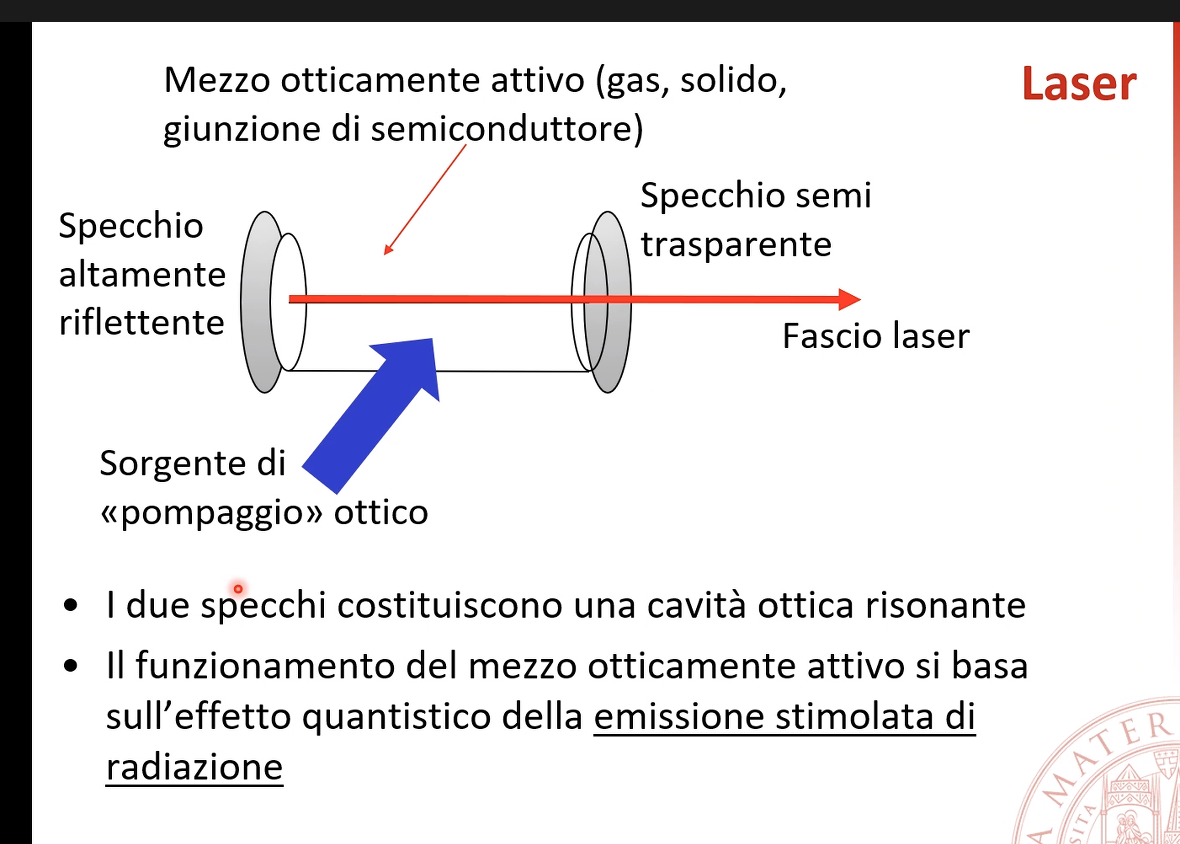 Laser
Mezzo otticamente attivo (gas, solido,
giunzione di semiconduttore)
Specchio
altamente
riflettente
Specchio semi
trasparente
Fascio laser
Sorgente di
«pompaggio» ottico
• I due specchi costituiscono una cavità ottica risonante
• Il funzionamento del mezzo otticamente attivo si basa
sull’effetto quantistico della emissione stimolata di
radiazione
A MATER
SITA